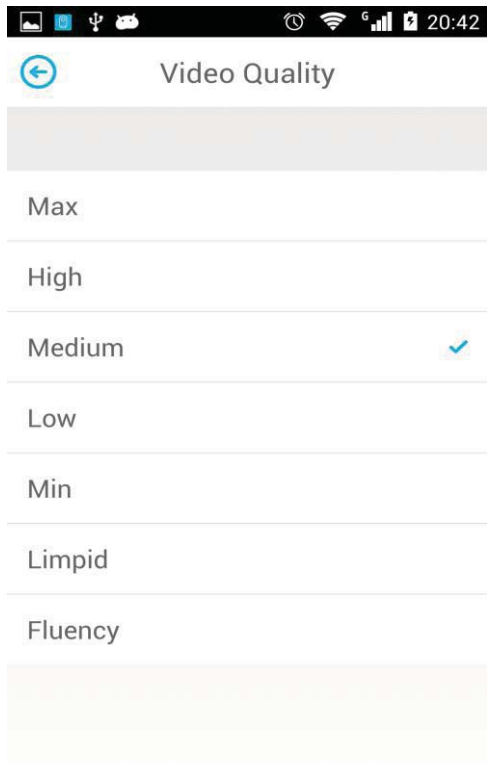 G 20:42
Video Quality
Max
High
Medium
Low
Min
Limpid
Fluency